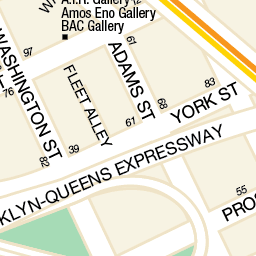 A.I.R. Gallery
Amos Eno Gallery
BAC Gallery
97
61
WASHINGTON ST
FLEET ALLEY
ADAMS ST
76
83
YORK ST
68
61
39
82
KLYN-QUEENS EXPRESSWAY
55
PRO